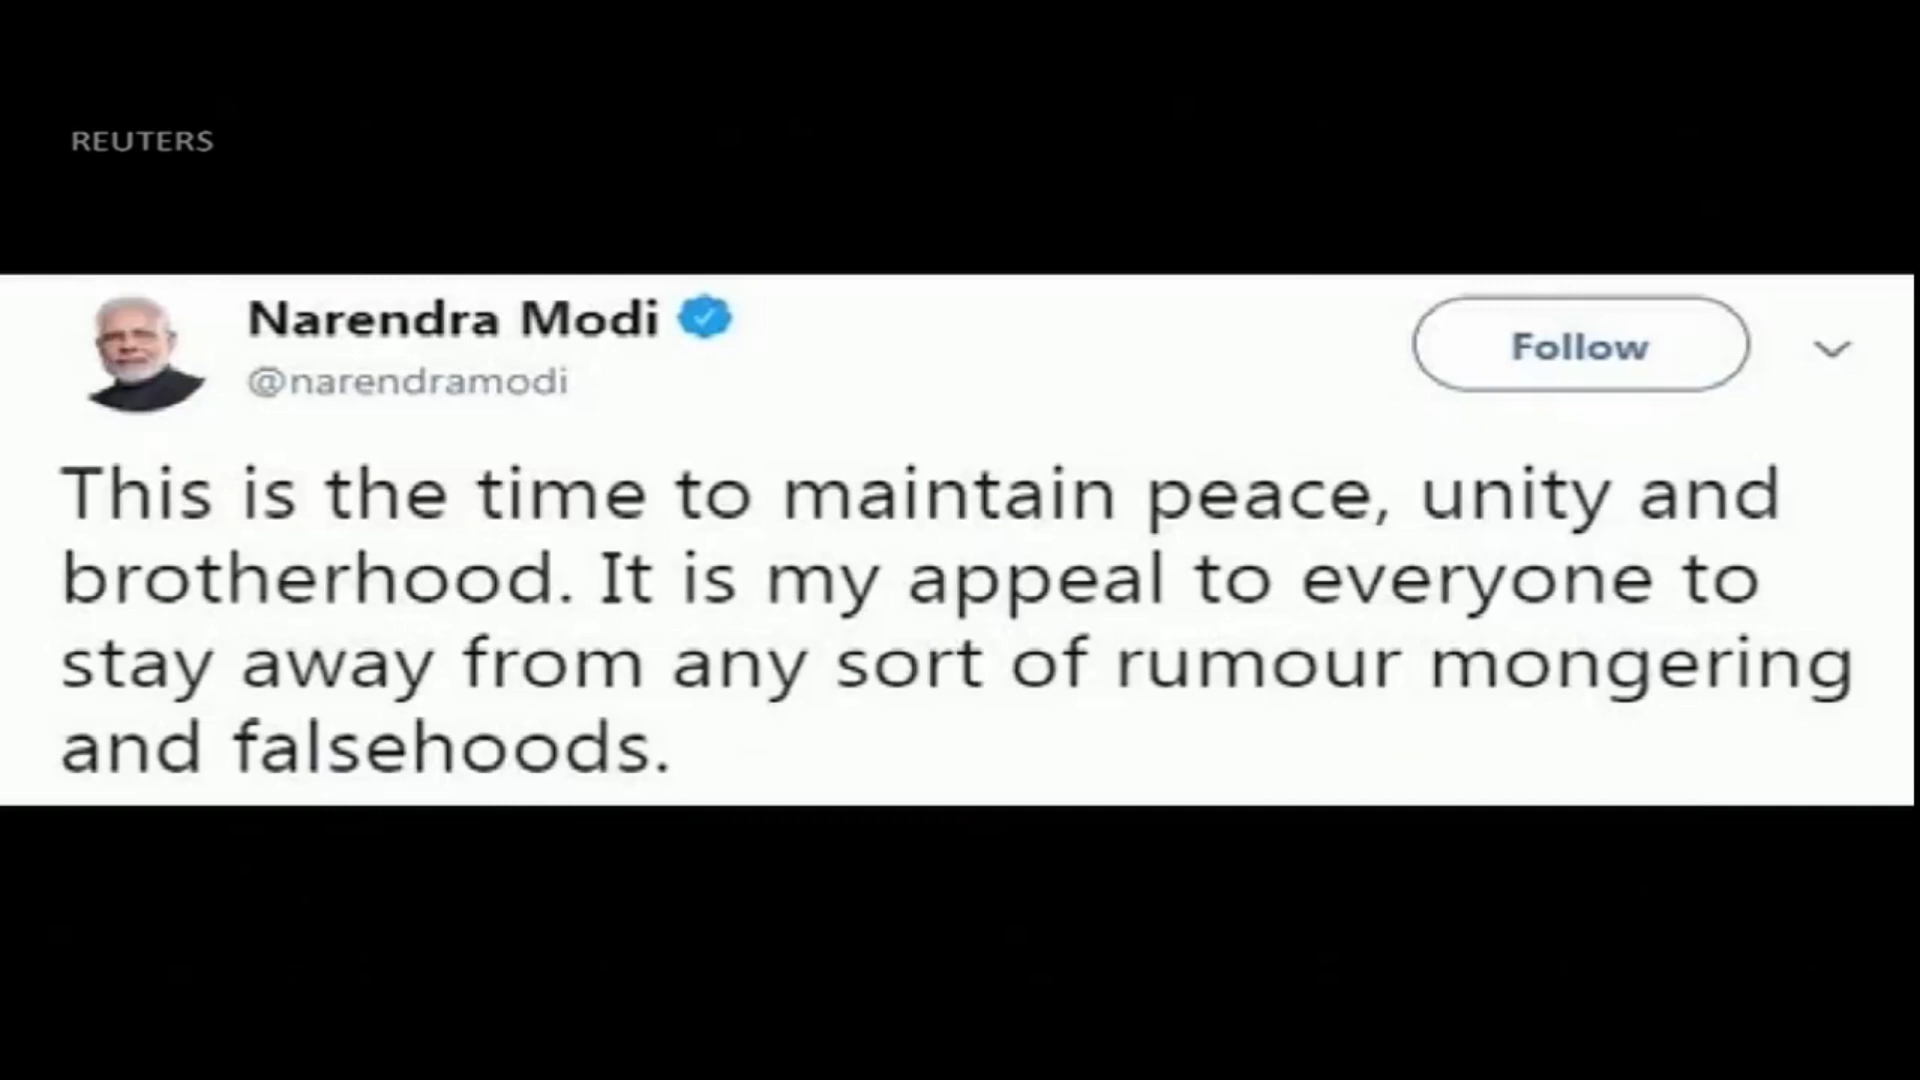 REUTERS
Narendra Modi
@narendramodi
Follow
This is the time to maintain peace, unity and
brotherhood. It is my appeal to everyone to
stay away from any sort of rumour mongering
and falsehoods.